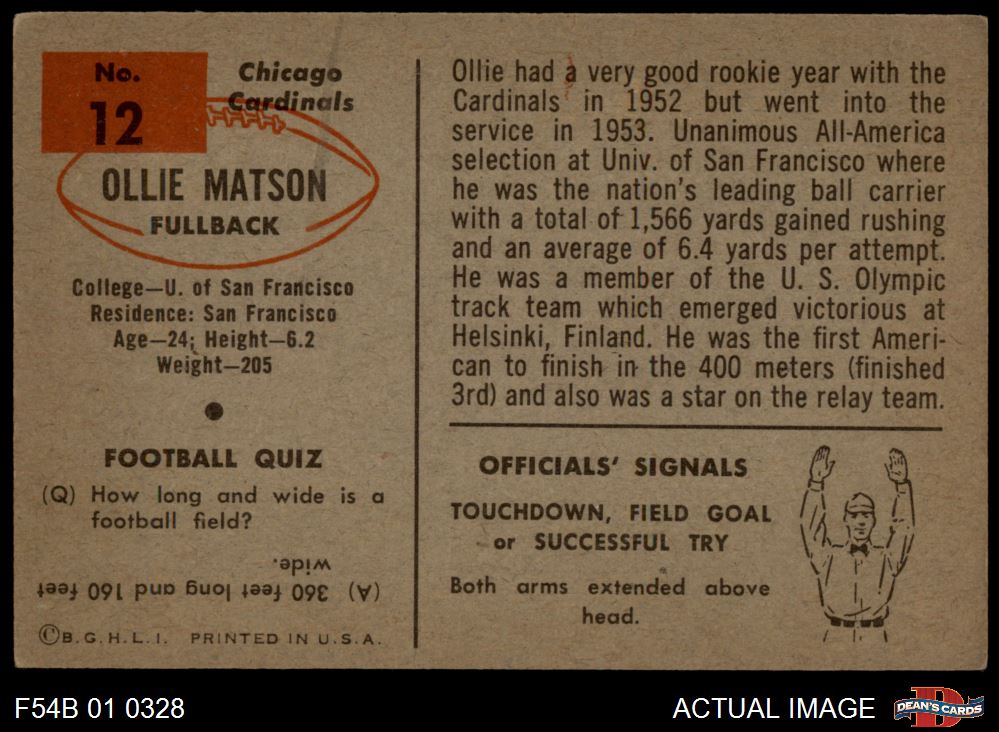 No.
12
Chicago
Cardinals
OLLIE MATSON
FULLBACK
College—U. of San Francisco
Residence: San Francisco
Age—24; Height—6.2
Weight—205
FOOTBALL QUIZ
(Q) How long and wide is a
football field?
(A) 360 feet long and 160 feet
wide.
©B.G.H.L.I. PRINTED IN U.S.A.
Ollie had a very good rookie year with the
Cardinals in 1952 but went into the
service in 1953. Unanimous All-America
selection at Univ. of San Francisco where
he was the nation's leading ball carrier
with a total of 1,566 yards gained rushing
and an average of 6.4 yards per attempt.
He was a member of the U. S. Olympic
track team which emerged victorious at
Helsinki, Finland. He was the first Ameri-
can to finish in the 400 meters (finished
3rd) and also was a star on the relay team.
OFFICIALS' SIGNALS
TOUCHDOWN, FIELD GOAL
or SUCCESSFUL TRY
Both arms extended above
head.
F54B 01 0328
ACTUAL IMAGE
DEAN'S CARDS